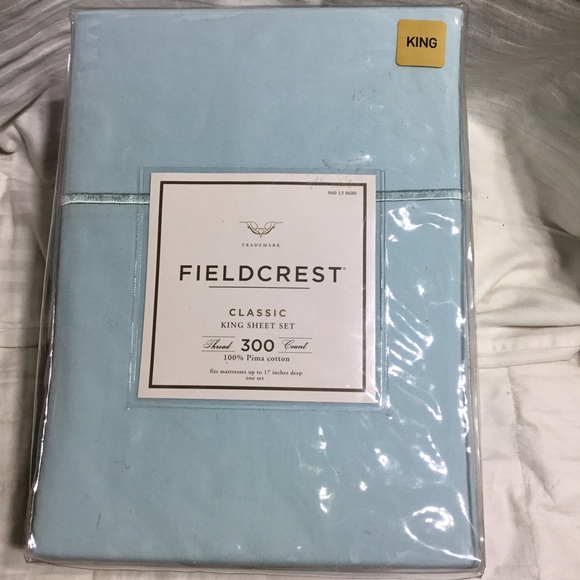 KING
060 15 0680
TRADEMARK
FIELDCREST®
CLASSIC
KING SHEET SET
Thread 300 Count
100% Pima cotton
fits mattresses up to 17 inches deep
one set